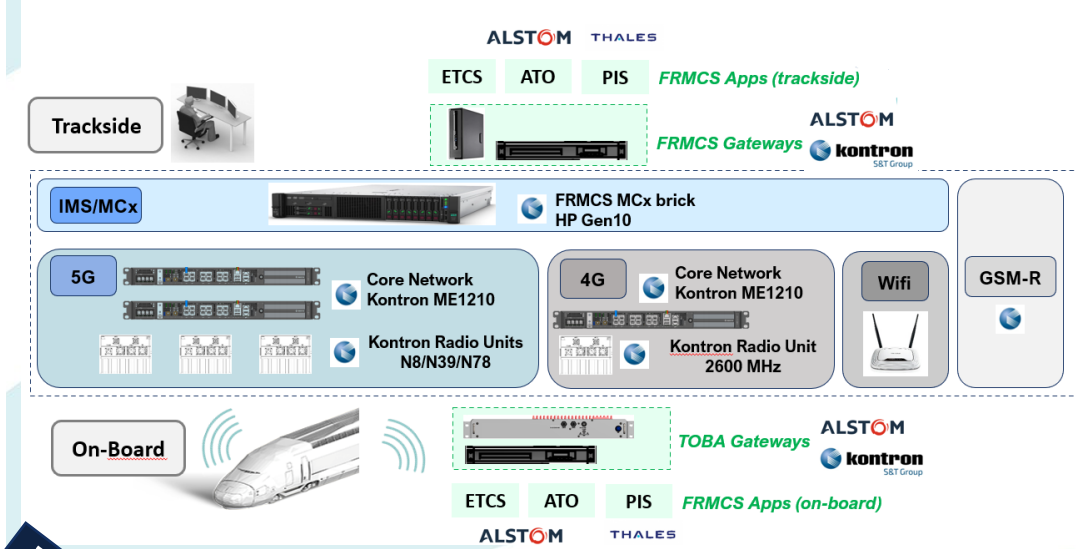 ALSTOM THALES
ETCS ATO PIS FRMCS Apps (trackside)
Trackside
ALSTOM
FRMCS Gateways kontron
S&T Group
IMS/MCx
FRMCS MCx brick
HP Gen10
5G
Core Network
Kontron ME1210
Kontron Radio Units
N8/N39/N78
4G
Core Network
Kontron ME1210
Kontron Radio Unit
2600 MHz
Wifi
GSM-R
On-Board
TOBA Gateways
ALSTOM
kontron
S&T Group
ETCS ATO PIS FRMCS Apps (on-board)
ALSTOM THALES